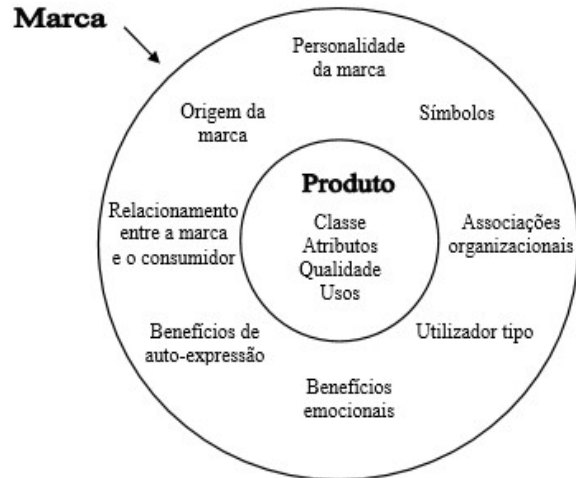 Marca
Personalidade
da marca
Origem da
marca
Símbolos
Produto
Classe
Atributos
Qualidade
Usos
Relacionamento
entre a marca
e o consumidor
Associações
organizacionais
Benefícios de
auto-expressão
Utilizador tipo
Benefícios
emocionais